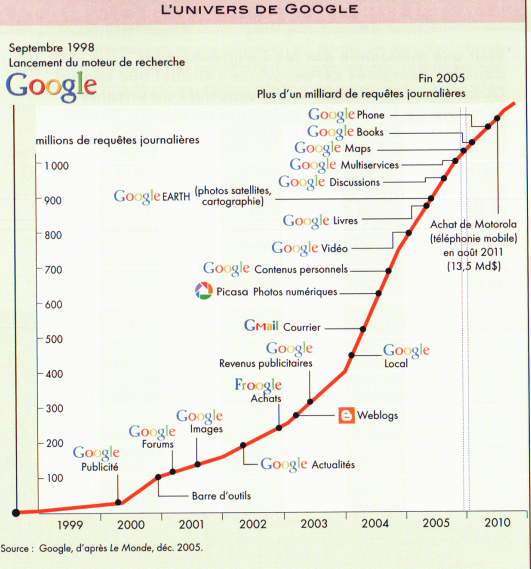 L'UNIVERS DE GOOGLE
Septembre 1998
Lancement du moteur de recherche
Google
Fin 2005
Plus d'un milliard de requêtes journalières
millions de requêtes journalières
Google Phone
Google Books
Google Maps
Google Multiservices
Google Discussions
Google EARTH (photos satellites,
cartographie)
Google Livres
Google Vidéo
Google Contenus personnels
Picasa Photos numériques
GMail Courrier
Google
Revenus publicitaires
Froogle
Achats
Google
Images
Google
Forums
Google
Publicité
Achat de Motorola
(téléphonie mobile)
en août 2011
(13,5 Md$)
Google
Local
Weblogs
Google Actualités
Barre d'outils
1 000
900
800
700
600
500
400
300
200
100
1999
2000
2001
2002
2003
2004
2005
2010
Source : Google, d'après Le Monde, déc. 2005.